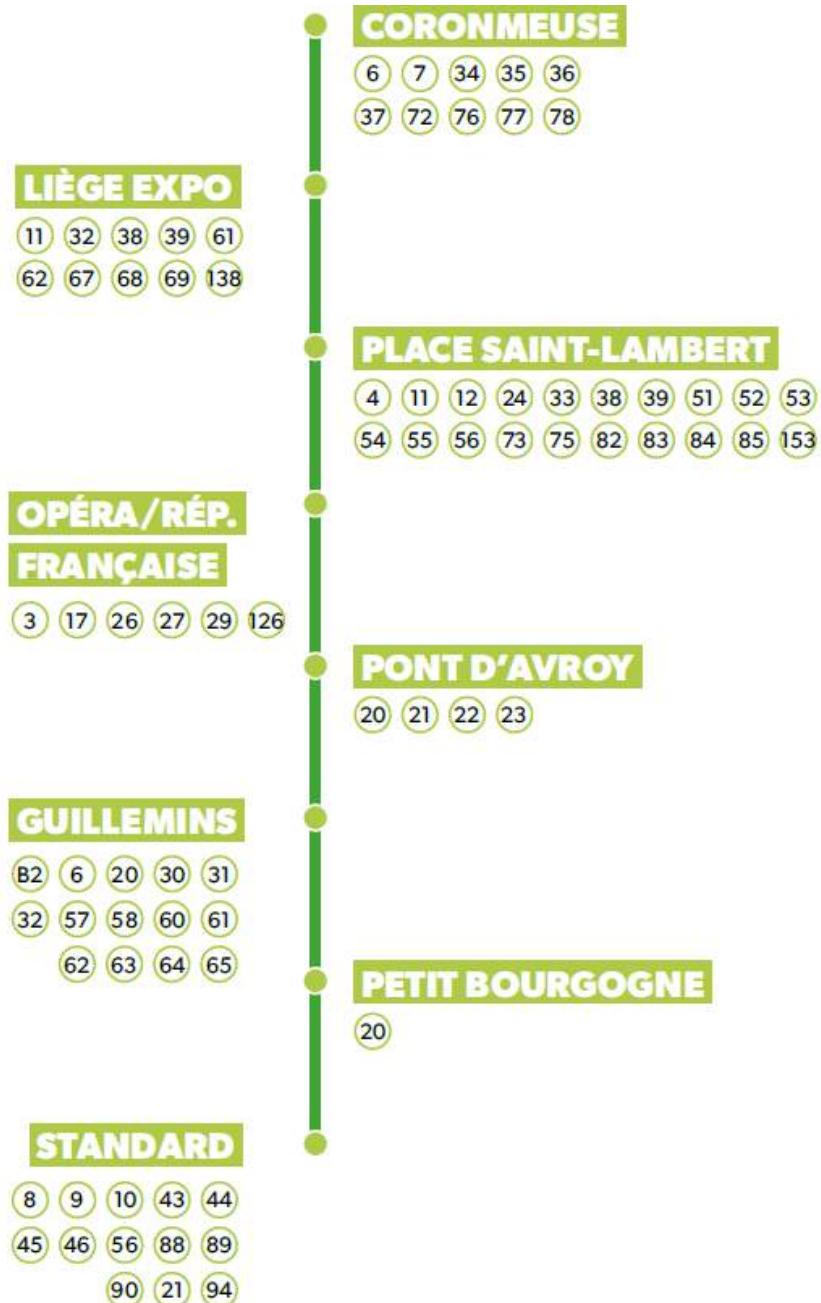 CORONMEUSE
6 7 34 35 36
37 72 76 77 78
LIÈGE EXPO
11 32 38 39 61
62 67 68 69 138
PLACE SAINT-LAMBERT
4 11 12 24 33 38 39 51 52 53
54 55 56 73 75 82 83 84 85 153
OPÉRA/RÉP.
FRANÇAISE
3 17 26 27 29 126
PONT D'AVROY
20 21 22 23
GUILLEMINS
B2 6 20 30 31
32 57 58 60 61
62 63 64 65
PETIT BOURGOGNE
20
STANDARD
8 9 10 43 44
45 46 56 88 89
90 21 94